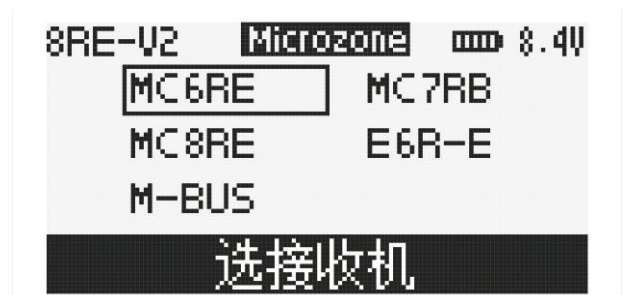 8RE-V2 Microzone 8.4V
MC6RE MC7RB
MC8RE E6R-E
M-BUS
选接收机